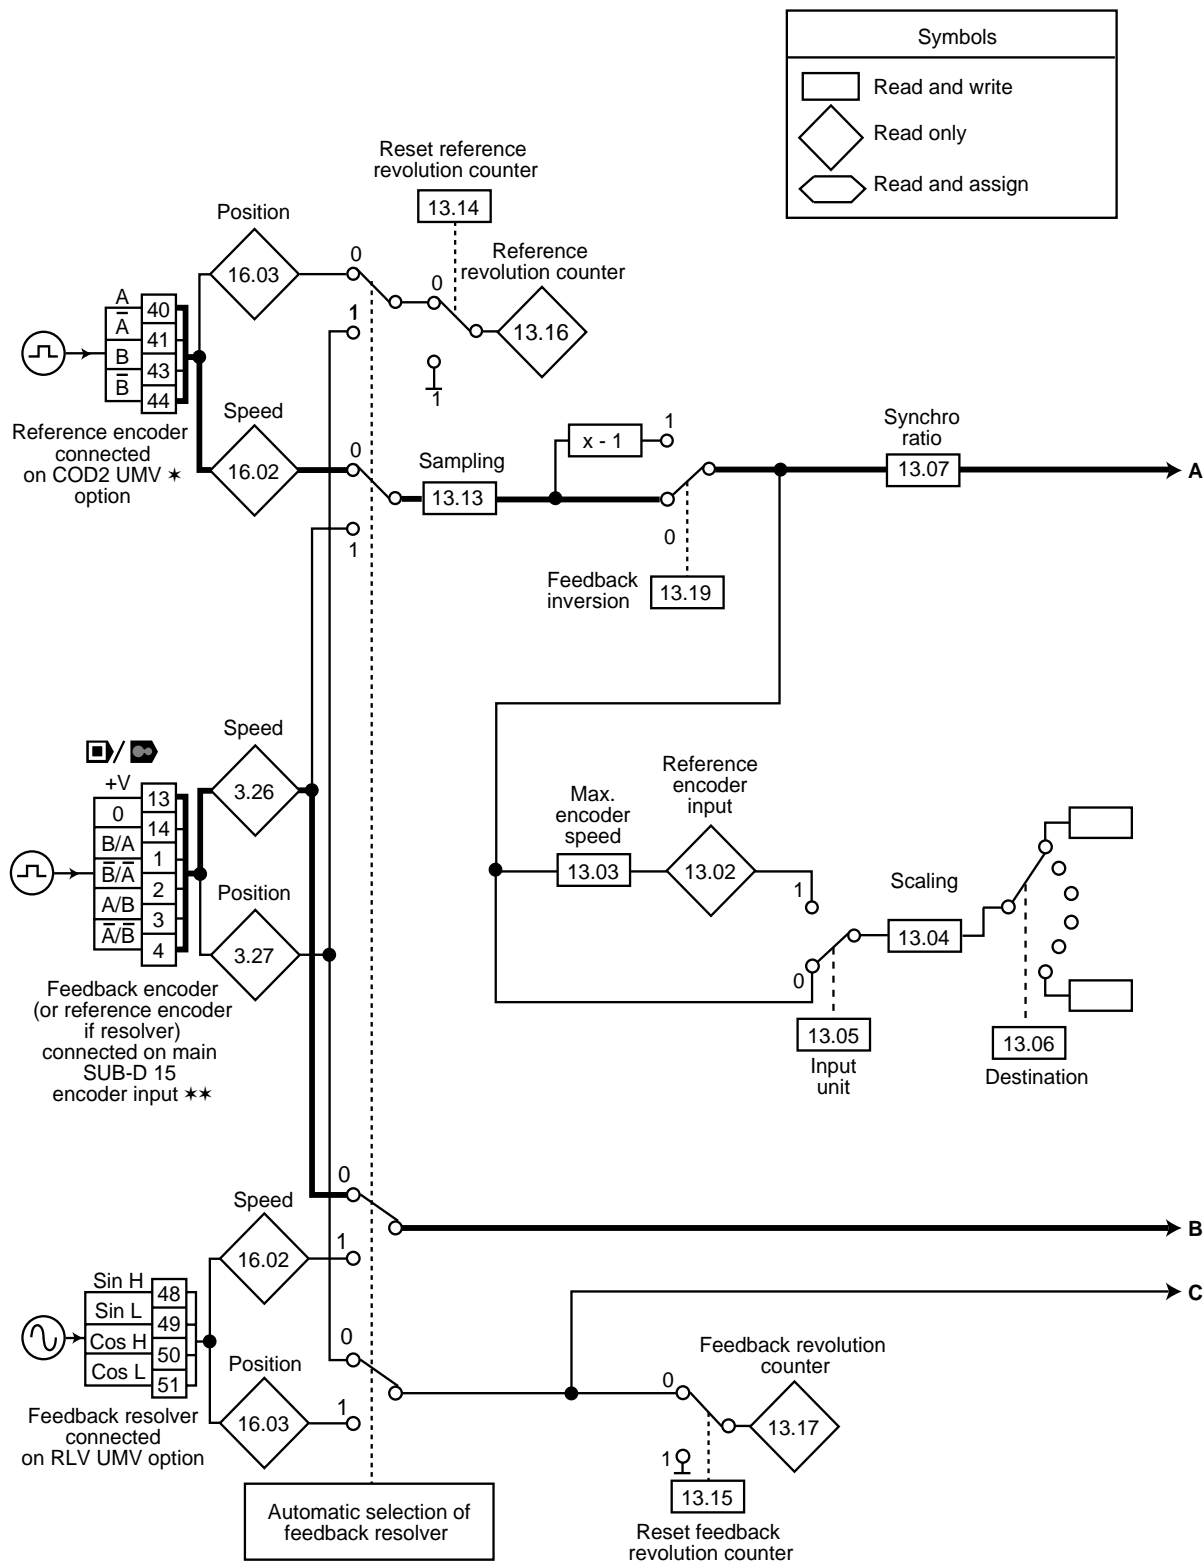 Symbols
Read and write
Read only
Read and assign
Reset reference
revolution counter
13.14
Position
16.03
0
1
0
1
Reference
revolution counter
13.16
A
A̅
B
B̅
40
41
43
44
Reference encoder
connected
on COD2 UMV ✶
option
Speed
16.02
0
1
Sampling
13.13
x - 1
1
0
Feedback
inversion
13.19
Synchro
ratio
13.07
A
+V
0
B/A
B̅/A̅
A/B
A̅/B̅
13
14
1
2
3
4
/
Speed
3.26
Position
3.27
Feedback encoder
(or reference encoder
if resolver)
connected on main
SUB-D 15
encoder input ✶✶
Max.
encoder
speed
13.03
Reference
encoder
input
13.02
1
0
Scaling
13.04
13.05
Input
unit
13.06
Destination
0
1
B
Speed
16.02
Sin H
Sin L
Cos H
Cos L
48
49
50
51
Feedback resolver
connected
on RLV UMV option
Position
16.03
0
1
C
Feedback revolution
counter
13.17
0
1
13.15
Reset feedback
revolution counter
Automatic selection of
feedback resolver